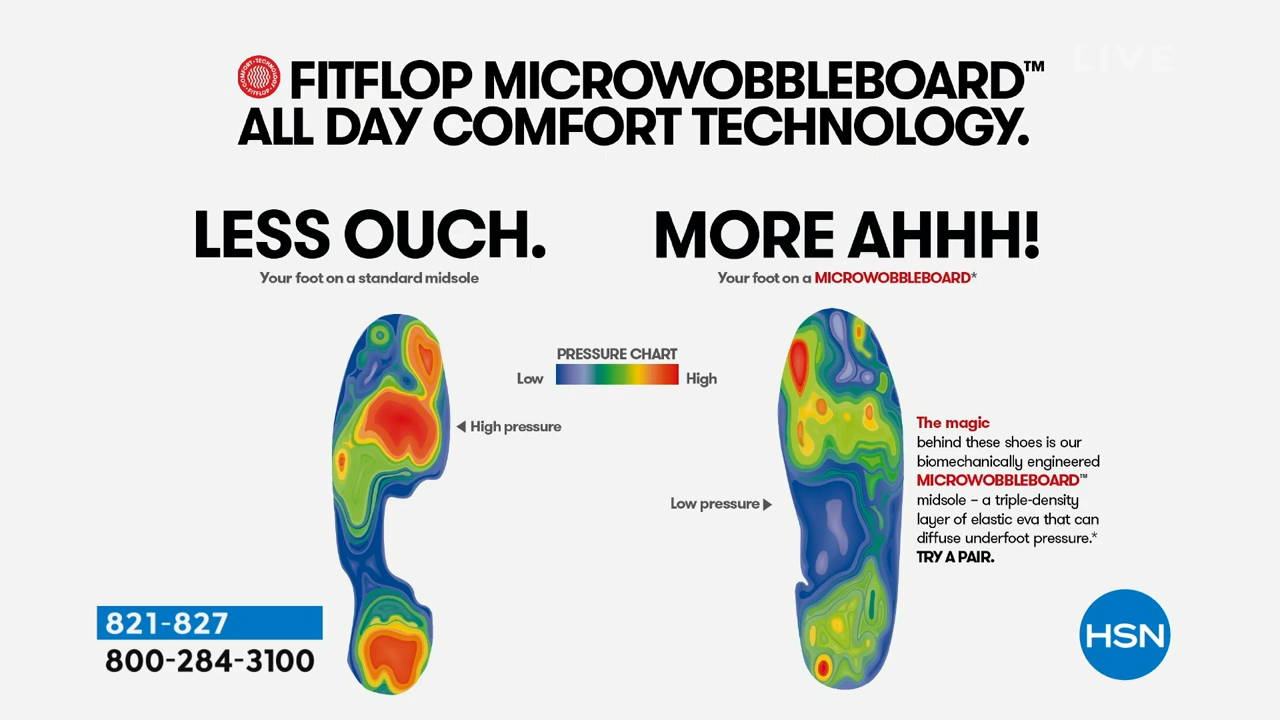 LIVE
FITFLOP MICROWOBBLEBOARD™
ALL DAY COMFORT TECHNOLOGY.
LESS OUCH.
Your foot on a standard midsole
MORE AHHH!
Your foot on a MICROWOBBLEBOARD*
PRESSURE CHART
Low
High
High pressure
Low pressure
The magic
behind these shoes is our
biomechanically engineered
MICROWOBBLEBOARD™
midsole – a triple-density
layer of elastic eva that can
diffuse underfoot pressure.*
TRY A PAIR.
821-827
800-284-3100
HSN